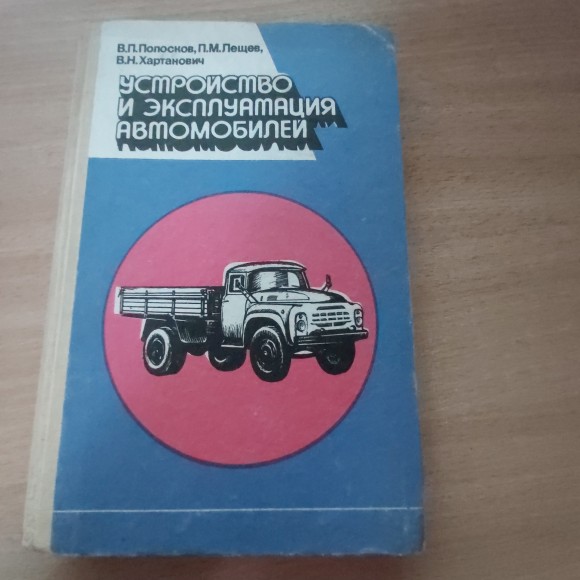 В.П.Полосков, П.М.Лещев,
В.Н.Хартанович
УСТРОЙСТВО
И ЭКСПЛУАТАЦИЯ
АВТОМОБИЛЕЙ